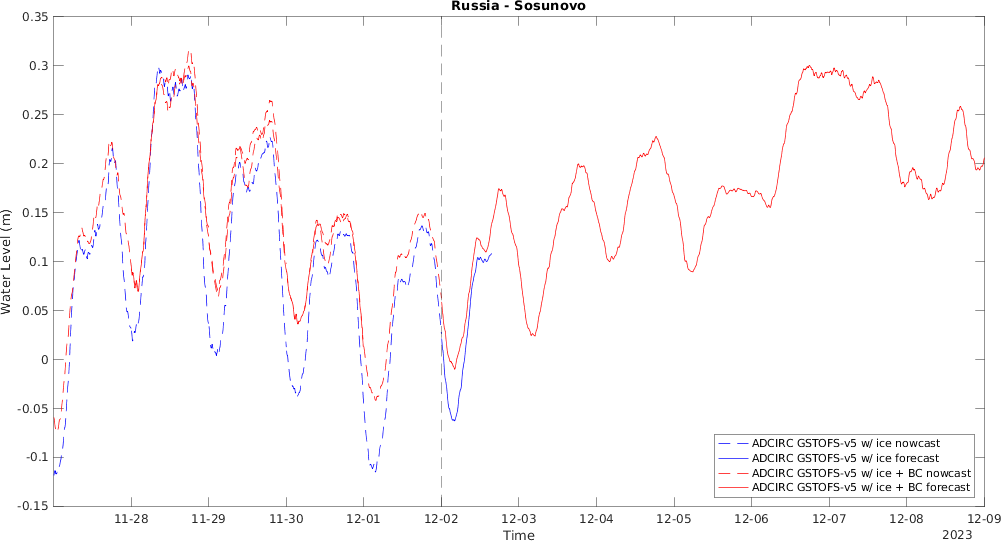 Russia - Sosunovo
0.35
0.3
0.25
0.2
0.15
0.1
0.05
0
-0.05
-0.1
-0.15
Water Level (m)
ADCIRC GSTOFS-v5 w/ ice nowcast
ADCIRC GSTOFS-v5 w/ ice forecast
ADCIRC GSTOFS-v5 w/ ice + BC nowcast
ADCIRC GSTOFS-v5 w/ ice + BC forecast
11-28 11-29 11-30 12-01 12-02 12-03 12-04 12-05 12-06 12-07 12-08 12-09
Time
2023